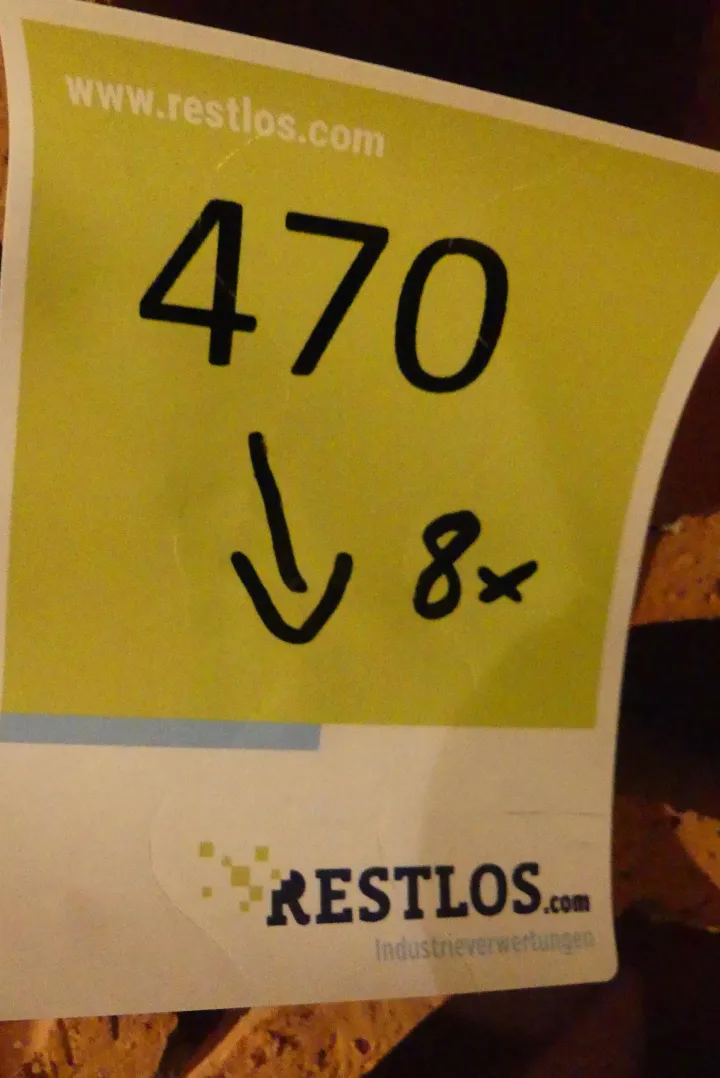 www.restlos.com
470
↓ 8x
RESTLOS.com
Industrieverwertungen